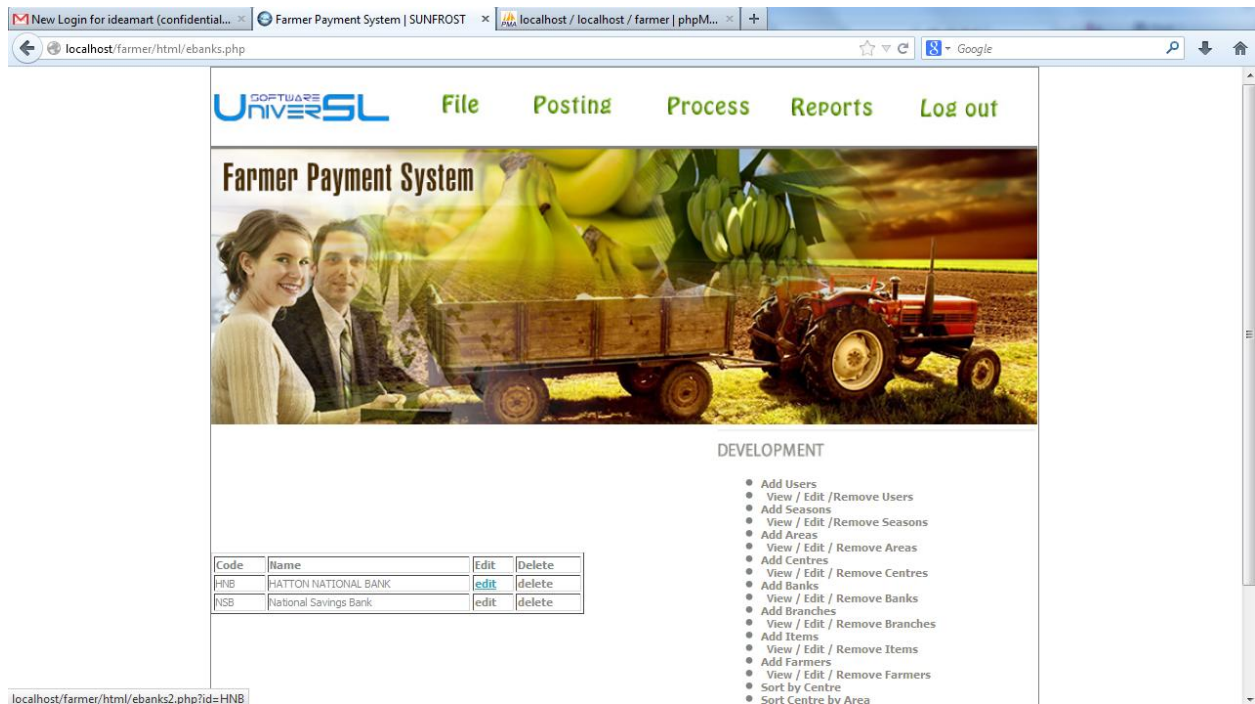 New Login for ideamart (confidential...
Farmer Payment System | SUNFROST
localhost / localhost / farmer | phpM...
localhost/farmer/html/ebanks.php
Google
SOFTWARE
UNIVERSL
File
Posting
Process
Reports
Log out
Farmer Payment System
DEVELOPMENT
Add Users
View / Edit /Remove Users
Add Seasons
View / Edit /Remove Seasons
Add Areas
View / Edit / Remove Areas
Add Centres
View / Edit / Remove Centres
Add Banks
View / Edit / Remove Banks
Add Branches
View / Edit / Remove Branches
Add Items
View / Edit / Remove Items
Add Farmers
View / Edit / Remove Farmers
Sort by Centre
Sort Centre by Area
Code Name Edit Delete
HNB HATTON NATIONAL BANK edit delete
NSB National Savings Bank edit delete
localhost/farmer/html/ebanks2.php?id=HNB